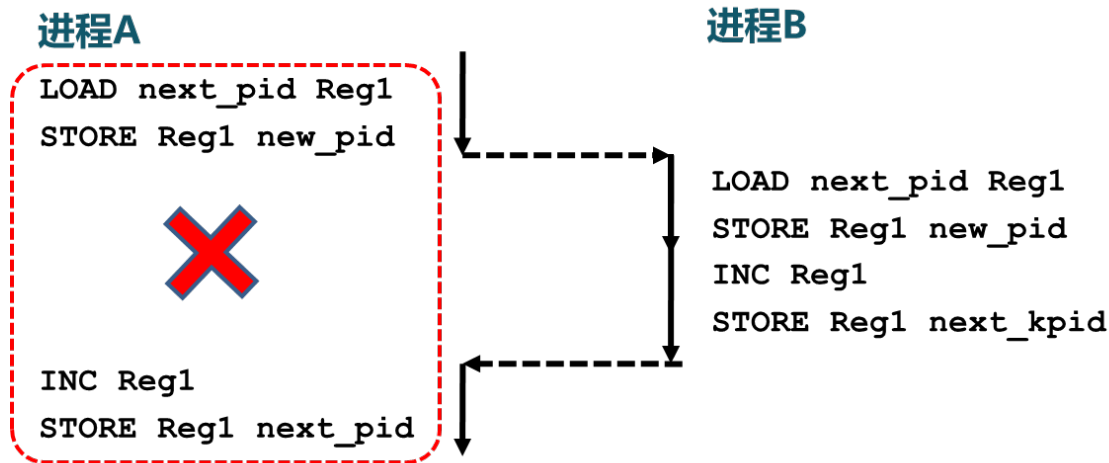 进程A
LOAD next_pid Reg1
STORE Reg1 new_pid
INC Reg1
STORE Reg1 next_pid
进程B
LOAD next_pid Reg1
STORE Reg1 new_pid
INC Reg1
STORE Reg1 next_kpid